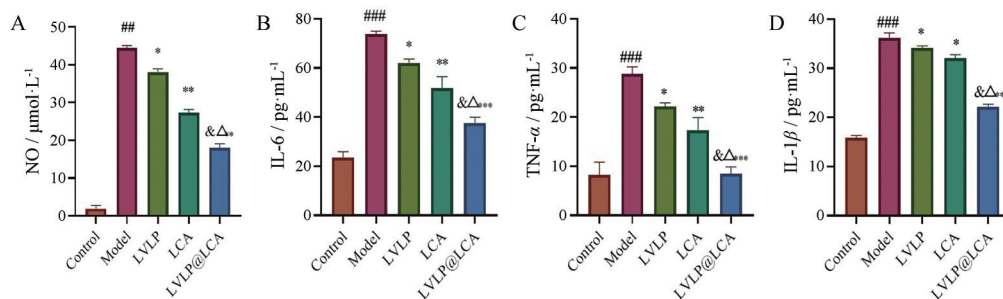 A
NO / μmol·L⁻¹
50
40
30
20
10
0
##
*
**
&△**
Control
Model
LVLP
LCA
LVLP@LCA
B
IL-6 / pg·mL⁻¹
80
60
40
20
0
###
*
**
&△***
Control
Model
LVLP
LCA
LVLP@LCA
C
TNF-α / pg·mL⁻¹
40
30
20
10
0
###
*
**
&△***
Control
Model
LVLP
LCA
LVLP@LCA
D
IL-1β / pg·mL⁻¹
40
30
20
10
0
###
*
*
&△**
Control
Model
LVLP
LCA
LVLP@LCA